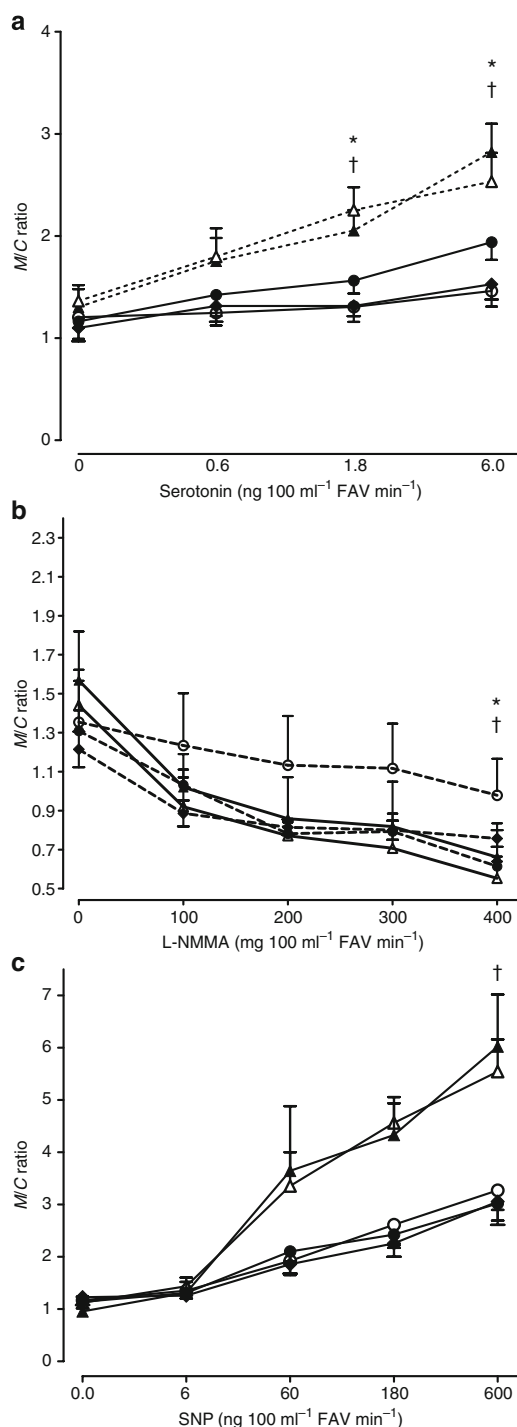 a
4
*
†
*
†
3
M/C ratio
2
1
0
0 0.6 1.8 6.0
Serotonin (ng 100 ml⁻¹ FAV min⁻¹)
b
2.3
2.1
1.9
1.7
1.5
*
†
M/C ratio
1.3
1.1
0.9
0.7
0.5
0 100 200 300 400
L-NMMA (mg 100 ml⁻¹ FAV min⁻¹)
c
†
7
6
5
M/C ratio
4
3
2
1
0
0.0 6 60 180 600
SNP (ng 100 ml⁻¹ FAV min⁻¹)